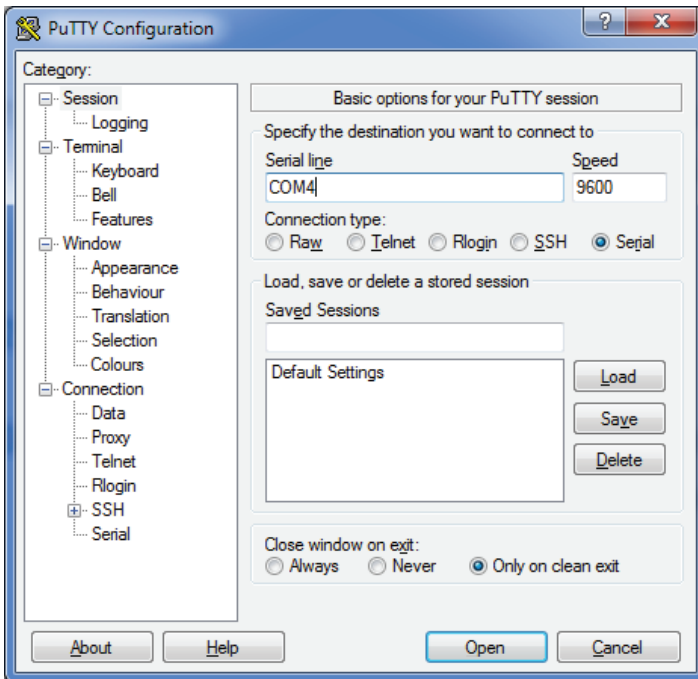 PuTTY Configuration
Category:
Session
Logging
Terminal
Keyboard
Bell
Features
Window
Appearance
Behaviour
Translation
Selection
Colours
Connection
Data
Proxy
Telnet
Rlogin
SSH
Serial
Basic options for your PuTTY session
Specify the destination you want to connect to
Serial line Speed
COM4 9600
Connection type:
Raw Telnet Rlogin SSH Serial
Load, save or delete a stored session
Saved Sessions
Default Settings
Load
Save
Delete
Close window on exit:
Always Never Only on clean exit
About Help Open Cancel